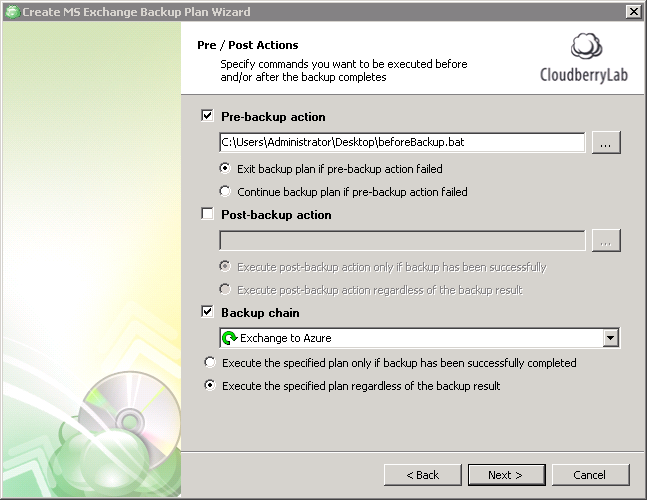 Create MS Exchange Backup Plan Wizard
Pre / Post Actions
Specify commands you want to be executed before
and/or after the backup completes
CloudberryLab
Pre-backup action
C:\Users\Administrator\Desktop\beforeBackup.bat
...
Exit backup plan if pre-backup action failed
Continue backup plan if pre-backup action failed
Post-backup action
...
Execute post-backup action only if backup has been successfully
Execute post-backup action regardless of the backup result
Backup chain
Exchange to Azure
Execute the specified plan only if backup has been successfully completed
Execute the specified plan regardless of the backup result
< Back
Next >
Cancel